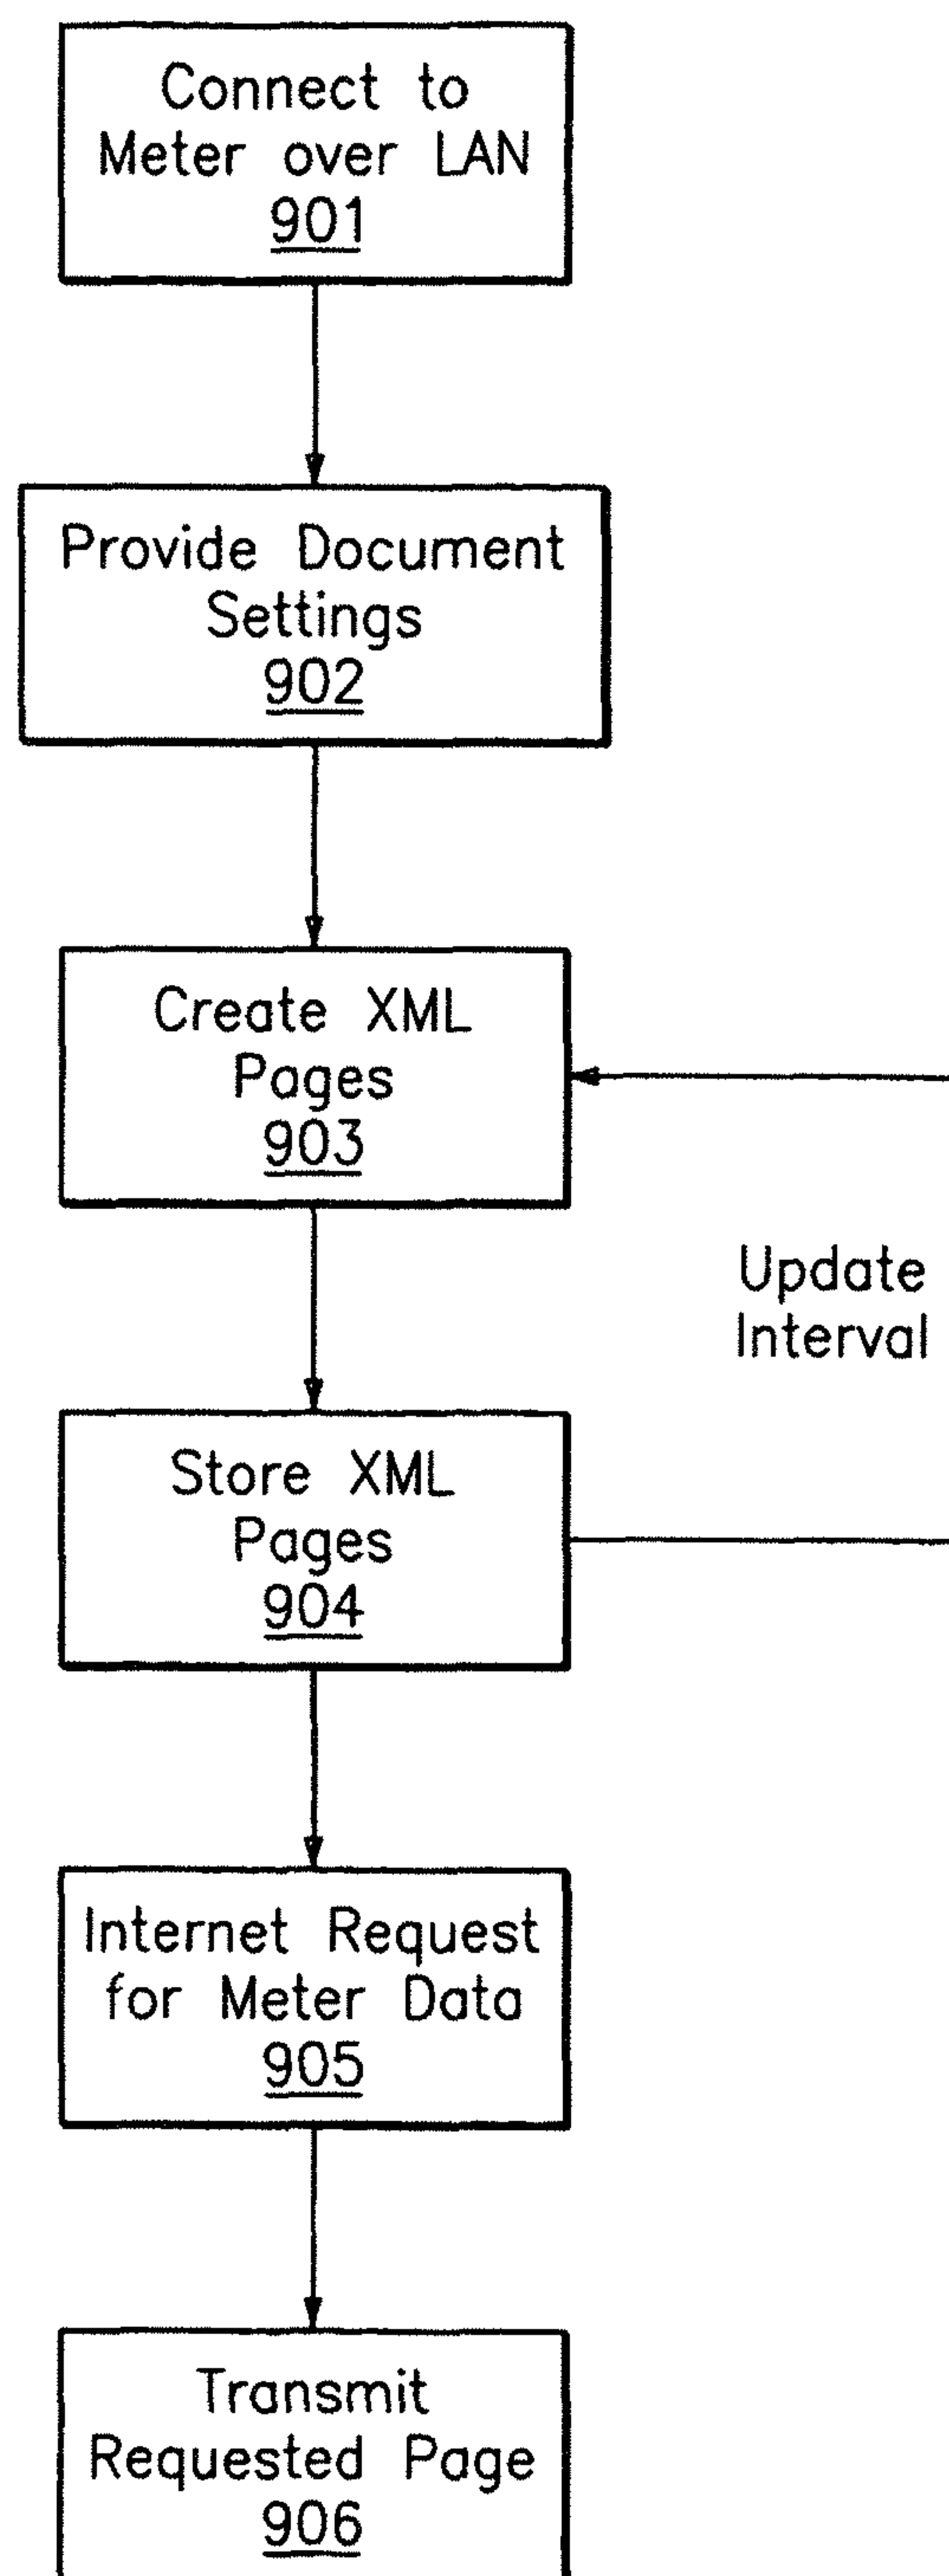 Connect to
Meter over LAN
901
Provide Document
Settings
902
Create XML
Pages
903
Update
Interval
Store XML
Pages
904
Internet Request
for Meter Data
905
Transmit
Requested Page
906